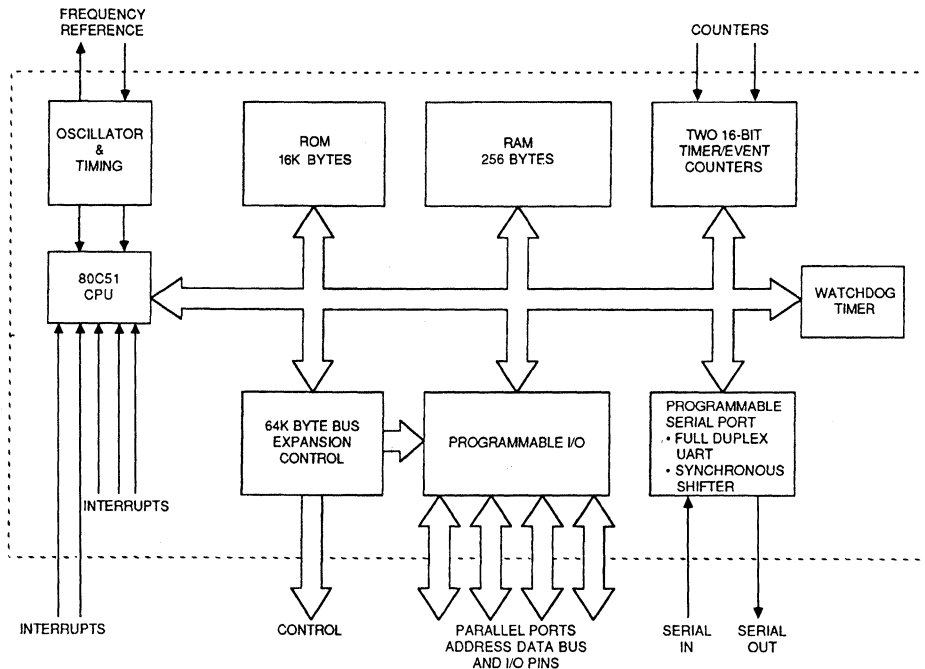 FREQUENCY
REFERENCE
COUNTERS
OSCILLATOR
&
TIMING
ROM
16K BYTES
RAM
256 BYTES
TWO 16-BIT
TIMER/EVENT
COUNTERS
80C51
CPU
WATCHDOG
TIMER
64K BYTE BUS
EXPANSION
CONTROL
PROGRAMMABLE I/O
PROGRAMMABLE
SERIAL PORT
• FULL DUPLEX
UART
• SYNCHRONOUS
SHIFTER
INTERRUPTS
INTERRUPTS
CONTROL
PARALLEL PORTS
ADDRESS DATA BUS
AND I/O PINS
SERIAL
IN
SERIAL
OUT